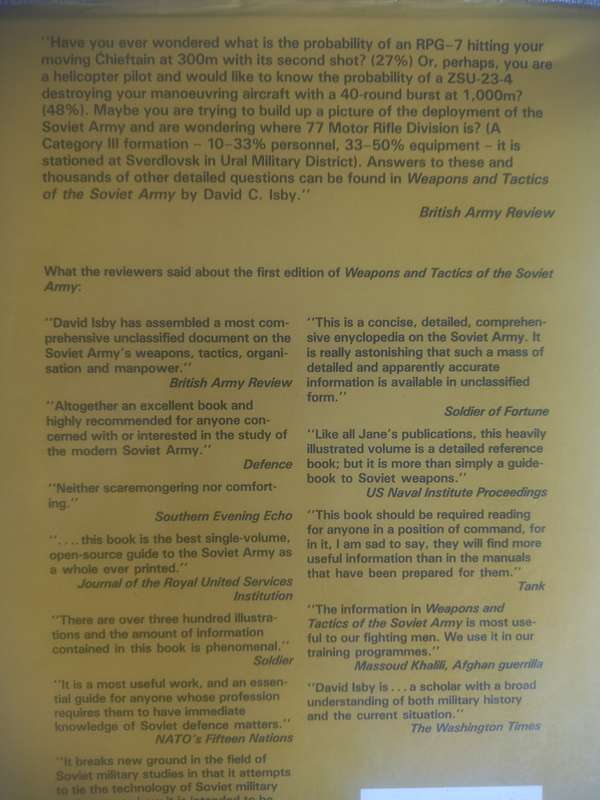 "Have you ever wondered what is the probability of an RPG–7 hitting your
moving Chieftain at 300m with its second shot? (27%) Or, perhaps, you are
a helicopter pilot and would like to know the probability of a ZSU-23-4
destroying your manoeuvring aircraft with a 40-round burst at 1,000m?
(48%). Maybe you are trying to build up a picture of the deployment of the
Soviet Army and are wondering where 77 Motor Rifle Division is? (A
Category III formation – 10–33% personnel, 33–50% equipment – it is
stationed at Sverdlovsk in Ural Military District). Answers to these and
thousands of other detailed questions can be found in Weapons and Tactics
of the Soviet Army by David C. Isby."
British Army Review
What the reviewers said about the first edition of Weapons and Tactics of the Soviet
Army:
"David Isby has assembled a most com-
prehensive unclassified document on the
Soviet Army's weapons, tactics, organi-
sation and manpower."
British Army Review
"Altogether an excellent book and
highly recommended for anyone con-
cerned with or interested in the study of
the modern Soviet Army."
Defence
"Neither scaremongering nor comfort-
ing."
Southern Evening Echo
". . . . this book is the best single-volume,
open-source guide to the Soviet Army as
a whole ever printed."
Journal of the Royal United Services
Institution
"There are over three hundred illustra-
tions and the amount of information
contained in this book is phenomenal."
Soldier
"It is a most useful work, and an essen-
tial guide for anyone whose profession
requires them to have immediate
knowledge of Soviet defence matters."
NATO's Fifteen Nations
"It breaks new ground in the field of
Soviet military studies in that it attempts
to tie the technology of Soviet military
"This is a concise, detailed, comprehen-
sive enyclopedia on the Soviet Army. It
is really astonishing that such a mass of
detailed and apparently accurate
information is available in unclassified
form."
Soldier of Fortune
"Like all Jane's publications, this heavily
illustrated volume is a detailed reference
book; but it is more than simply a guide-
book to Soviet weapons."
US Naval Institute Proceedings
"This book should be required reading
for anyone in a position of command, for
in it, I am sad to say, they will find more
useful information than in the manuals
that have been prepared for them."
Tank
"The information in Weapons and
Tactics of the Soviet Army is most use-
ful to our fighting men. We use it in our
training programmes."
Massoud Khalili, Afghan guerrilla
"David Isby is . . . a scholar with a broad
understanding of both military history
and the current situation."
The Washington Times